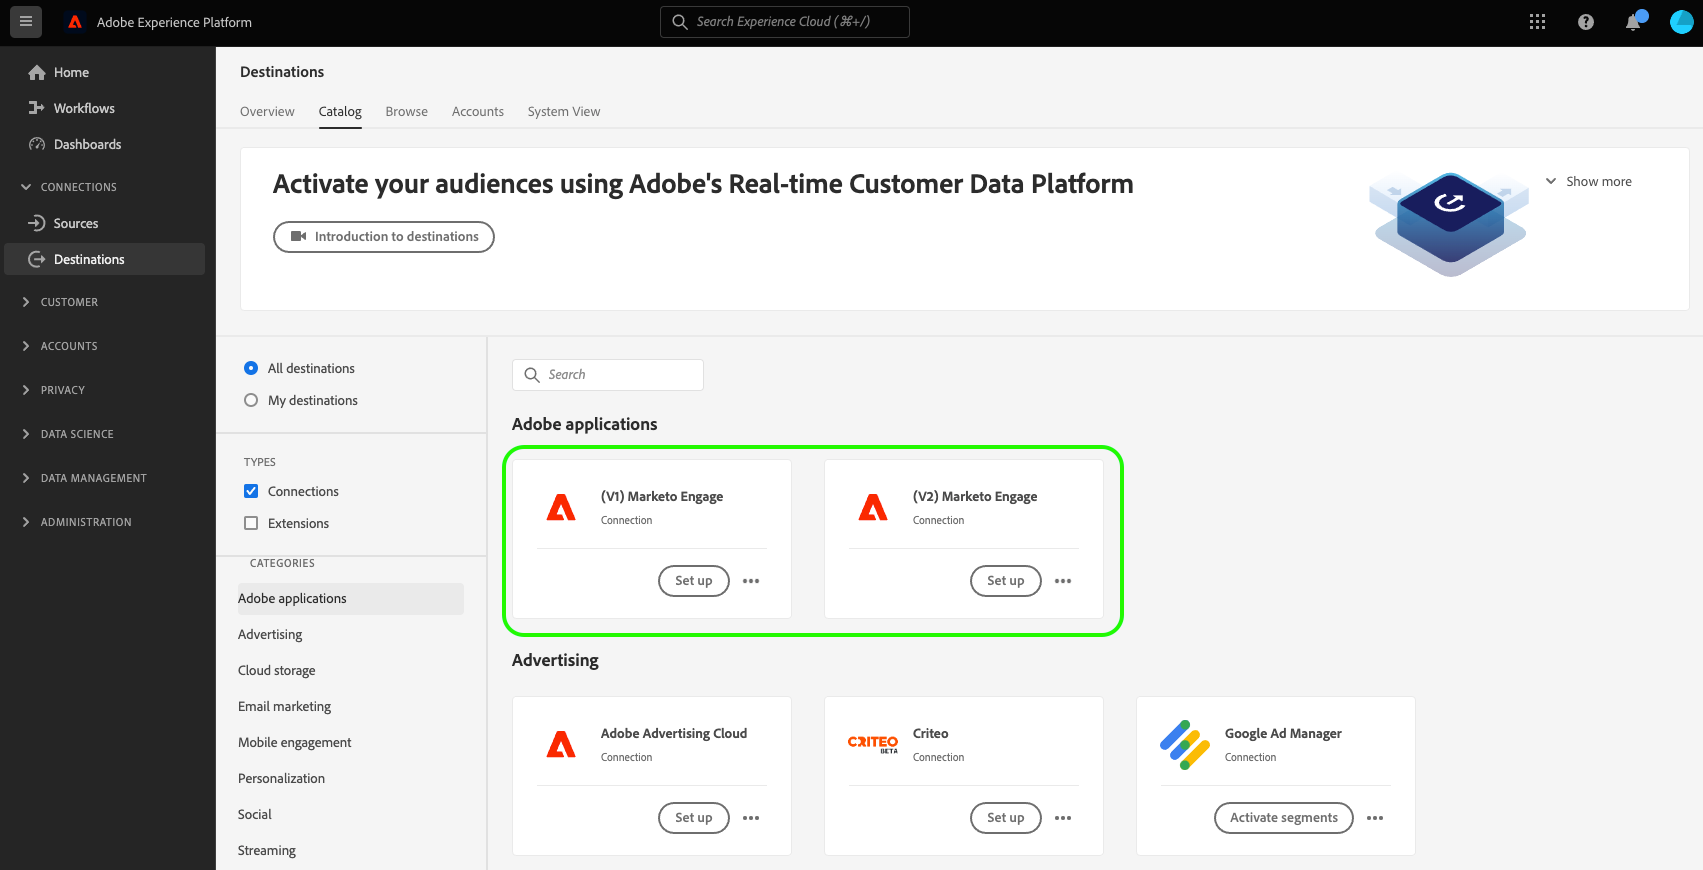 Adobe Experience Platform
Search Experience Cloud (⌘+/)
Home
Workflows
Dashboards
CONNECTIONS
Sources
Destinations
CUSTOMER
ACCOUNTS
PRIVACY
DATA SCIENCE
DATA MANAGEMENT
ADMINISTRATION
Destinations
Overview Catalog Browse Accounts System View
Activate your audiences using Adobe's Real-time Customer Data Platform
Introduction to destinations
Show more
All destinations
My destinations
TYPES
Connections
Extensions
CATEGORIES
Adobe applications
Advertising
Cloud storage
Email marketing
Mobile engagement
Personalization
Social
Streaming
Search
Adobe applications
(V1) Marketo Engage
Connection
Set up
(V2) Marketo Engage
Connection
Set up
Advertising
Adobe Advertising Cloud
Connection
Set up
CRITEO
BETA
Criteo
Connection
Set up
Google Ad Manager
Connection
Activate segments